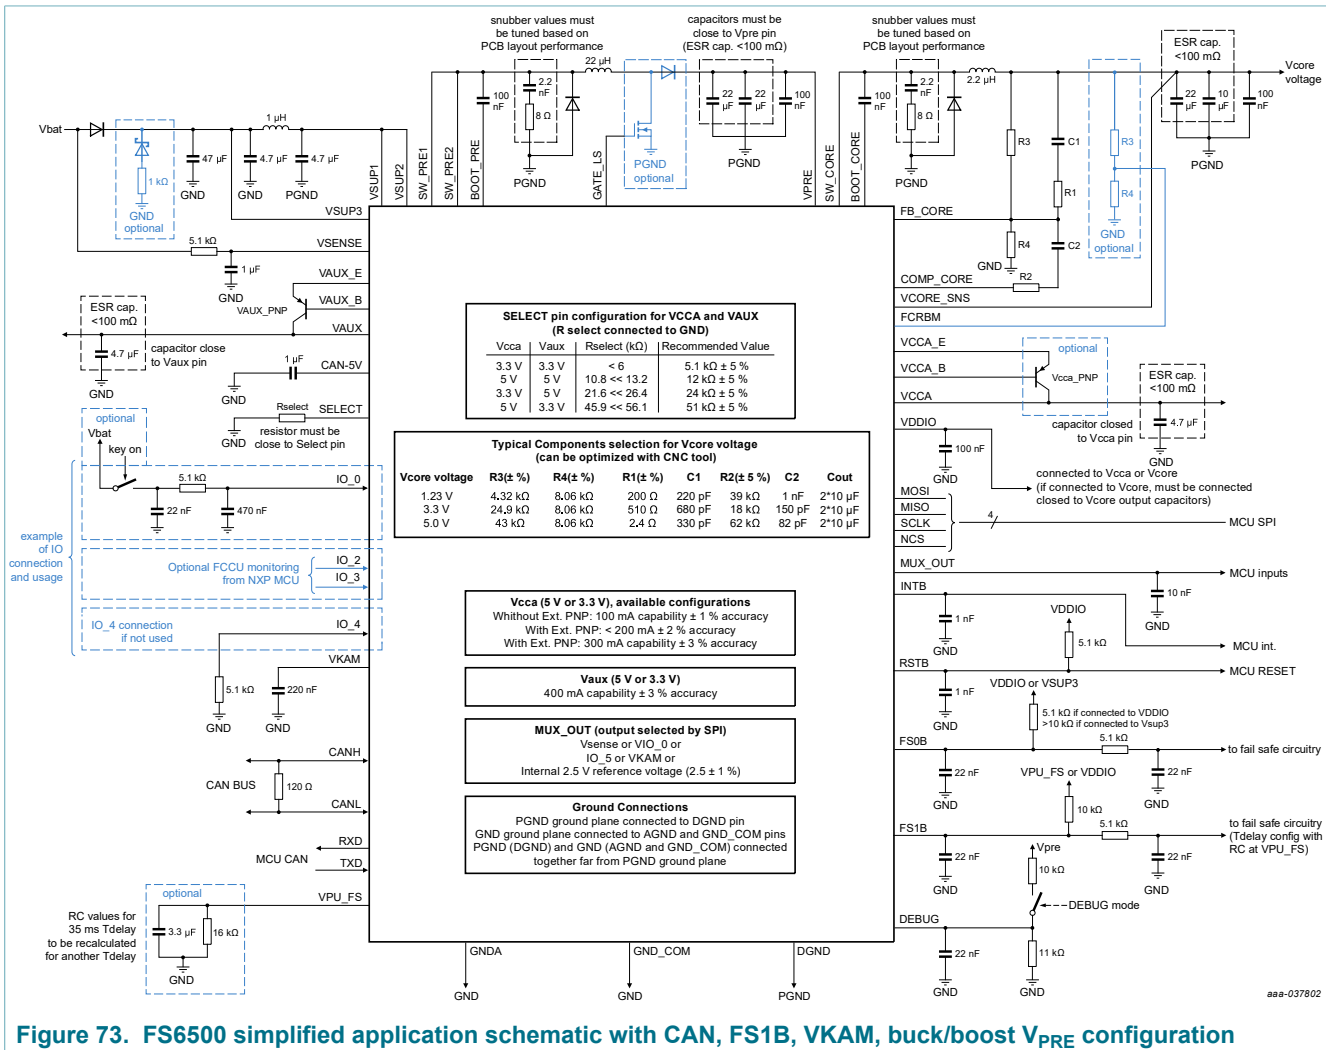 snubber values must
be tuned based on
PCB layout performance
capacitors must be
close to Vpre pin
(ESR cap. <100 mΩ)
snubber values must
be tuned based on
PCB layout performance
ESR cap.
<100 mΩ
22 µH
2.2 µH
Vcore
voltage
100
nF
2.2
nF
8 Ω
PGND
22
µF
22
µF
100
nF
PGND
PGND
optional
100
nF
2.2
nF
8 Ω
PGND
22
µF
10
µF
100
nF
PGND
Vbat
1 µH
1 kΩ
GND
optional
47 µF
GND
4.7 µF
GND
4.7 µF
PGND
VSUP1
VSUP2
SW_PRE1
SW_PRE2
BOOT_PRE
GATE_LS
VPRE
SW_CORE
BOOT_CORE
R3
C1
R1
R4
GND
C2
R2
R3
R4
GND
optional
VSUP3
5.1 kΩ
VSENSE
1 µF
GND
VAUX_E
VAUX_PNP
VAUX_B
VAUX
ESR cap.
<100 mΩ
4.7 µF
GND
capacitor close
to Vaux pin
1 µF
CAN-5V
GND
Rselect
SELECT
GND
resistor must be
close to Select pin
optional
Vbat
key on
5.1 kΩ
IO_0
22 nF
470 nF
GND
GND
example
of IO
connection
and usage
Optional FCCU monitoring
from NXP MCU
IO_2
IO_3
IO_4 connection
if not used
IO_4
VKAM
5.1 kΩ
220 nF
GND
GND
CANH
CAN BUS
120 Ω
CANL
RXD
MCU CAN
TXD
optional
VPU_FS
RC values for
35 ms Tdelay
to be recalculated
for another Tdelay
3.3 µF
16 kΩ
GND
SELECT pin configuration for VCCA and VAUX
(R select connected to GND)
Vcca Vaux Rselect (kΩ) Recommended Value
3.3 V 3.3 V < 6 5.1 kΩ ± 5 %
5 V 5 V 10.8 << 13.2 12 kΩ ± 5 %
3.3 V 5 V 21.6 << 26.4 24 kΩ ± 5 %
5 V 3.3 V 45.9 << 56.1 51 kΩ ± 5 %
Typical Components selection for Vcore voltage
(can be optimized with CNC tool)
Vcore voltage R3(± %) R4(± %) R1(± %) C1 R2(± 5 %) C2 Cout
1.23 V 4.32 kΩ 8.06 kΩ 200 Ω 220 pF 39 kΩ 1 nF 2*10 µF
3.3 V 24.9 kΩ 8.06 kΩ 510 Ω 680 pF 18 kΩ 150 pF 2*10 µF
5.0 V 43 kΩ 8.06 kΩ 2.4 Ω 330 pF 62 kΩ 82 pF 2*10 µF
Vcca (5 V or 3.3 V), available configurations
Whithout Ext. PNP: 100 mA capability ± 1 % accuracy
With Ext. PNP: < 200 mA ± 2 % accuracy
With Ext. PNP: 300 mA capability ± 3 % accuracy
Vaux (5 V or 3.3 V)
400 mA capability ± 3 % accuracy
MUX_OUT (output selected by SPI)
Vsense or VIO_0 or
IO_5 or VKAM or
Internal 2.5 V reference voltage (2.5 ± 1 %)
Ground Connections
PGND ground plane connected to DGND pin
GND ground plane connected to AGND and GND_COM pins
PGND (DGND) and GND (AGND and GND_COM) connected
together far from PGND ground plane
GNDA
GND_COM
DGND
GND
GND
PGND
FB_CORE
COMP_CORE
VCORE_SNS
FCRBM
VCCA_E
VCCA_B
VCCA
optional
Vcca_PNP
ESR cap.
<100 mΩ
4.7 µF
GND
capacitor closed
to Vcca pin
VDDIO
100 nF
GND
connected to Vcca or Vcore
(if connected to Vcore, must be connected
closed to Vcore output capacitors)
MOSI
MISO
SCLK
NCS
4
MCU SPI
MUX_OUT
MCU inputs
10 nF
GND
INTB
1 nF
GND
MCU int.
VDDIO
5.1 kΩ
RSTB
MCU RESET
1 nF
GND
VDDIO or VSUP3
5.1 kΩ if connected to VDDIO
>10 kΩ if connected to Vsup3
FS0B
5.1 kΩ
to fail safe circuitry
22 nF
GND
22 nF
GND
VPU_FS or VDDIO
10 kΩ
FS1B
5.1 kΩ
to fail safe circuitry
(Tdelay config with
RC at VPU_FS)
22 nF
GND
22 nF
GND
Vpre
10 kΩ
DEBUG mode
DEBUG
22 nF
GND
11 kΩ
GND
aaa-037802
Figure 73. FS6500 simplified application schematic with CAN, FS1B, VKAM, buck/boost VPRE configuration